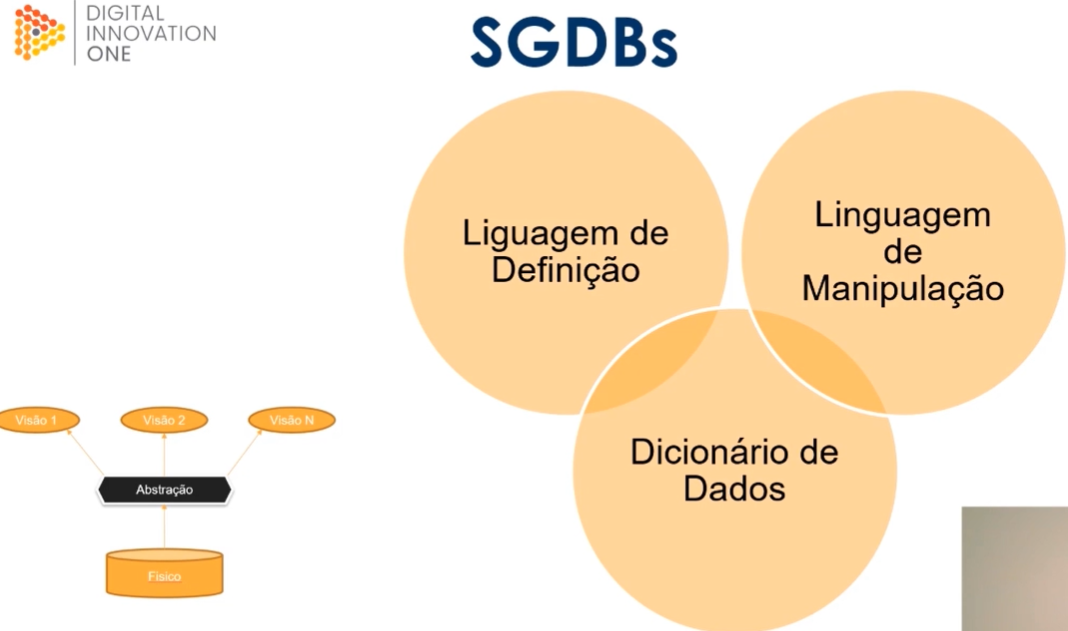 DIGITAL
INNOVATION
ONE
SGDBs
Liguagem de
Definição
Linguagem
de
Manipulação
Dicionário de
Dados
Visão 1
Visão 2
Visão N
Abstração
Físico